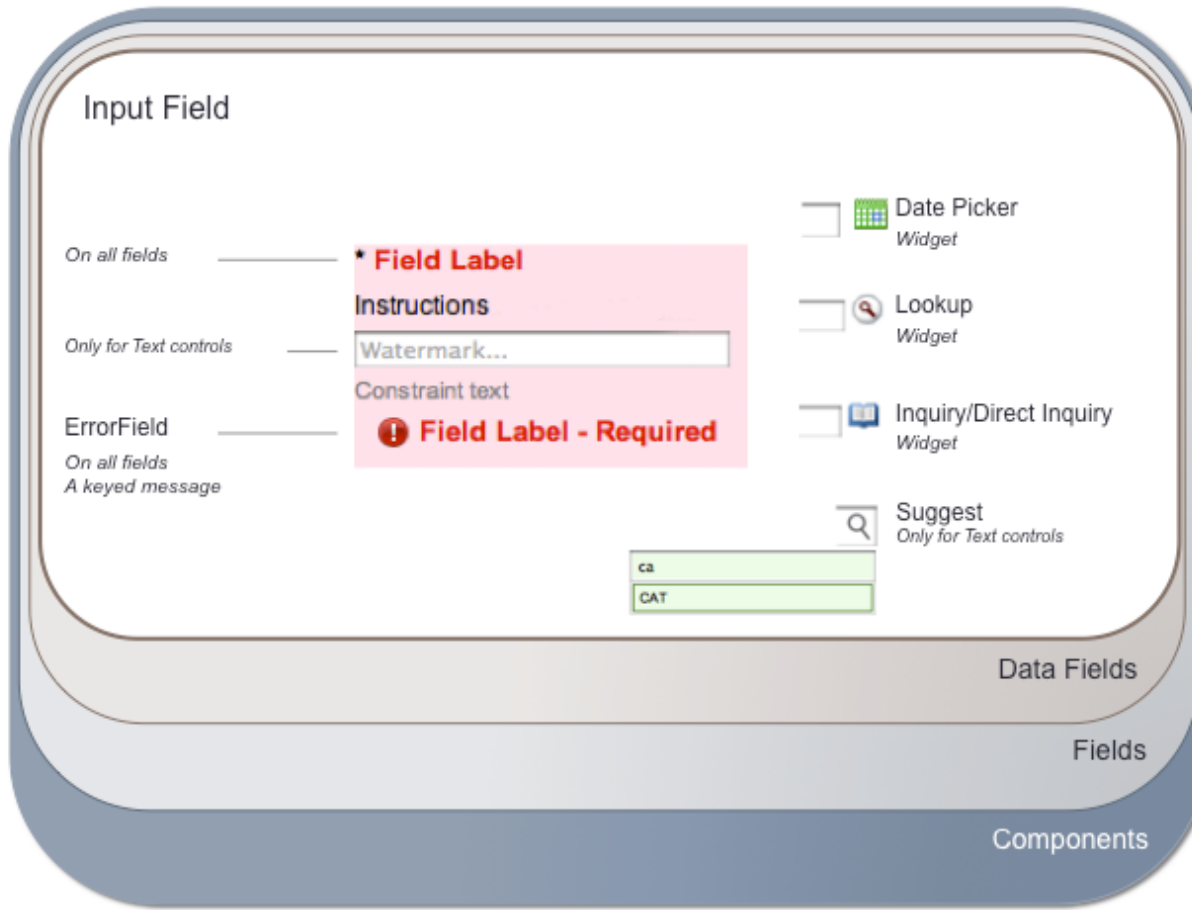 Input Field
On all fields
* Field Label
Instructions
Only for Text controls
Watermark...
Constraint text
ErrorField
Field Label - Required
On all fields
A keyed message
Date Picker
Widget
Lookup
Widget
Inquiry/Direct Inquiry
Widget
Suggest
Only for Text controls
ca
CAT
Data Fields
Fields
Components